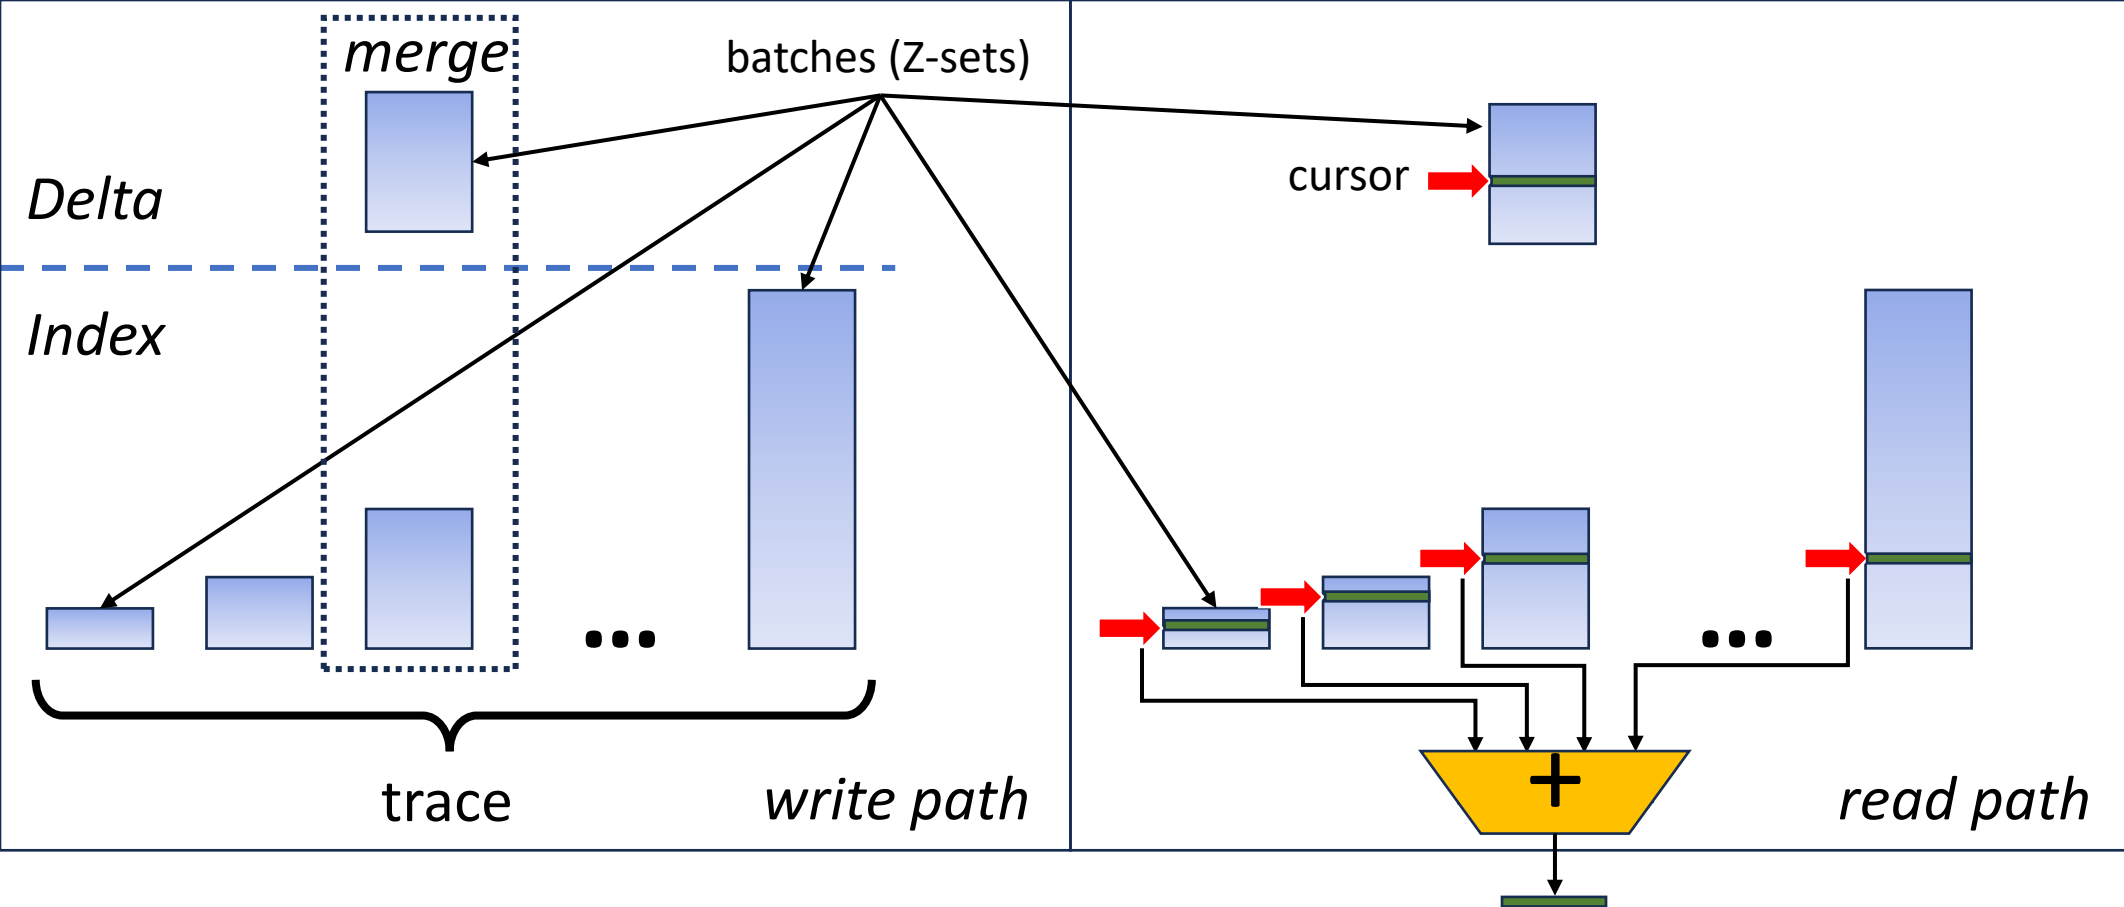 merge
batches (Z-sets)
Delta
cursor
Index
...
...
trace
write path
+
read path